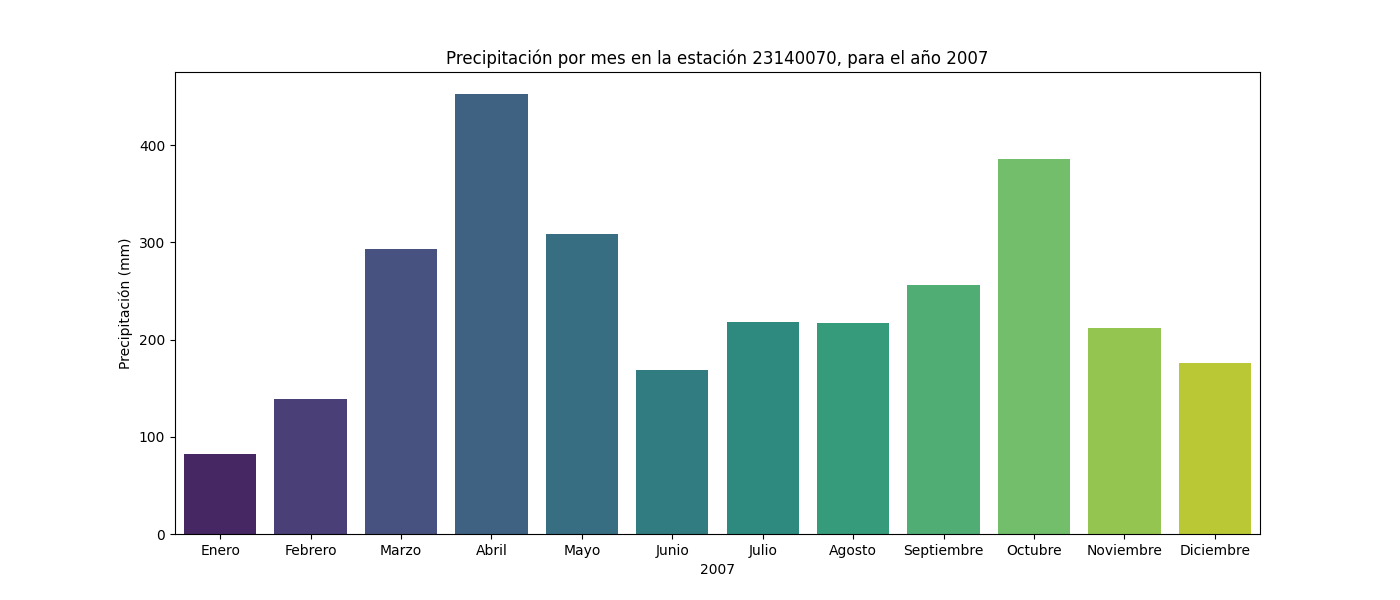 Precipitación por mes en la estación 23140070, para el año 2007
Precipitación (mm)
400
300
200
100
0
Enero Febrero Marzo Abril Mayo Junio Julio Agosto Septiembre Octubre Noviembre Diciembre
2007